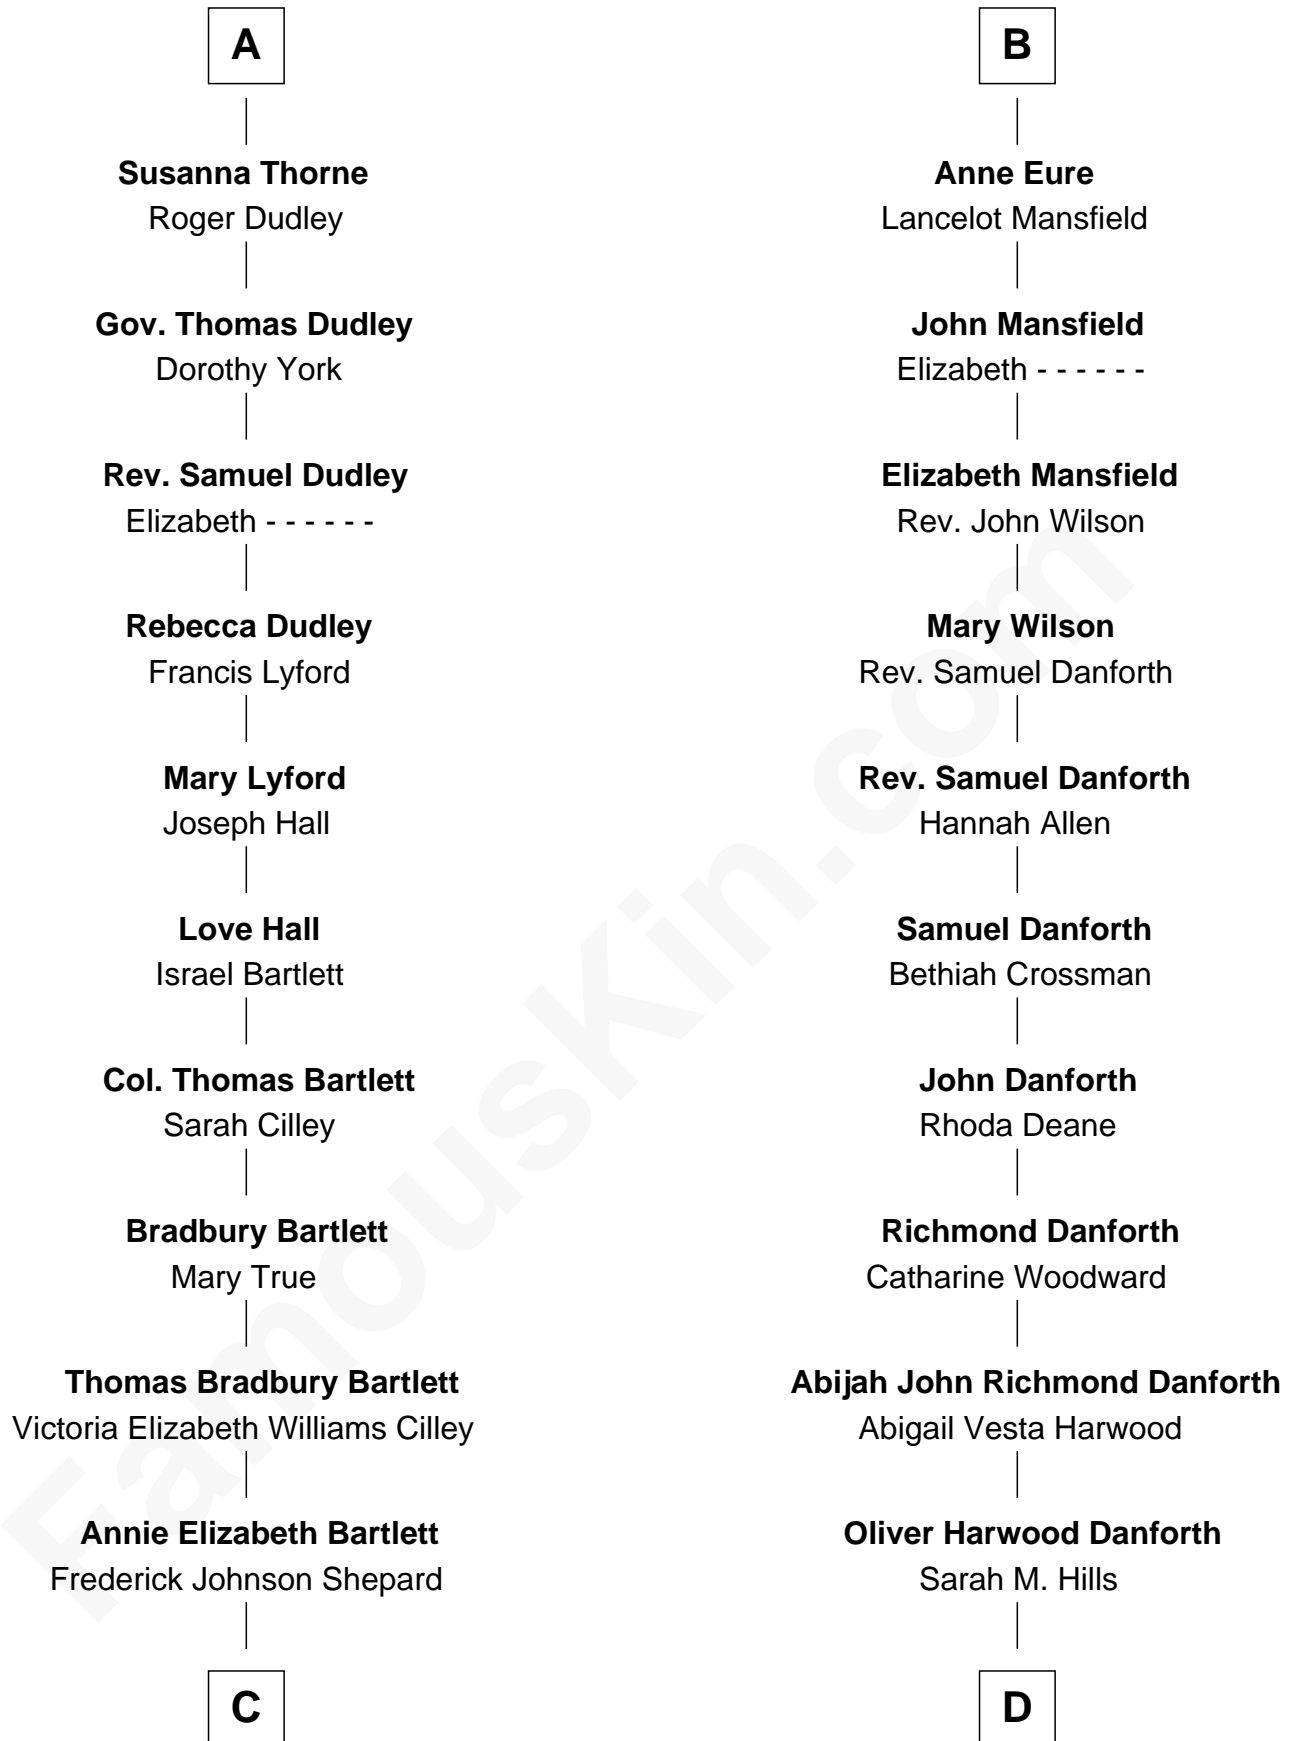 A
Susanna Thorne
Roger Dudley
Gov. Thomas Dudley
Dorothy York
Rev. Samuel Dudley
Elizabeth - - - - - -
Rebecca Dudley
Francis Lyford
Mary Lyford
Joseph Hall
Love Hall
Israel Bartlett
Col. Thomas Bartlett
Sarah Cilley
Bradbury Bartlett
Mary True
Thomas Bradbury Bartlett
Victoria Elizabeth Williams Cilley
Annie Elizabeth Bartlett
Frederick Johnson Shepard
C
B
Anne Eure
Lancelot Mansfield
John Mansfield
Elizabeth - - - - - -
Elizabeth Mansfield
Rev. John Wilson
Mary Wilson
Rev. Samuel Danforth
Rev. Samuel Danforth
Hannah Allen
Samuel Danforth
Bethiah Crossman
John Danforth
Rhoda Deane
Richmond Danforth
Catharine Woodward
Abijah John Richmond Danforth
Abigail Vesta Harwood
Oliver Harwood Danforth
Sarah M. Hills
D
FamousKin.com